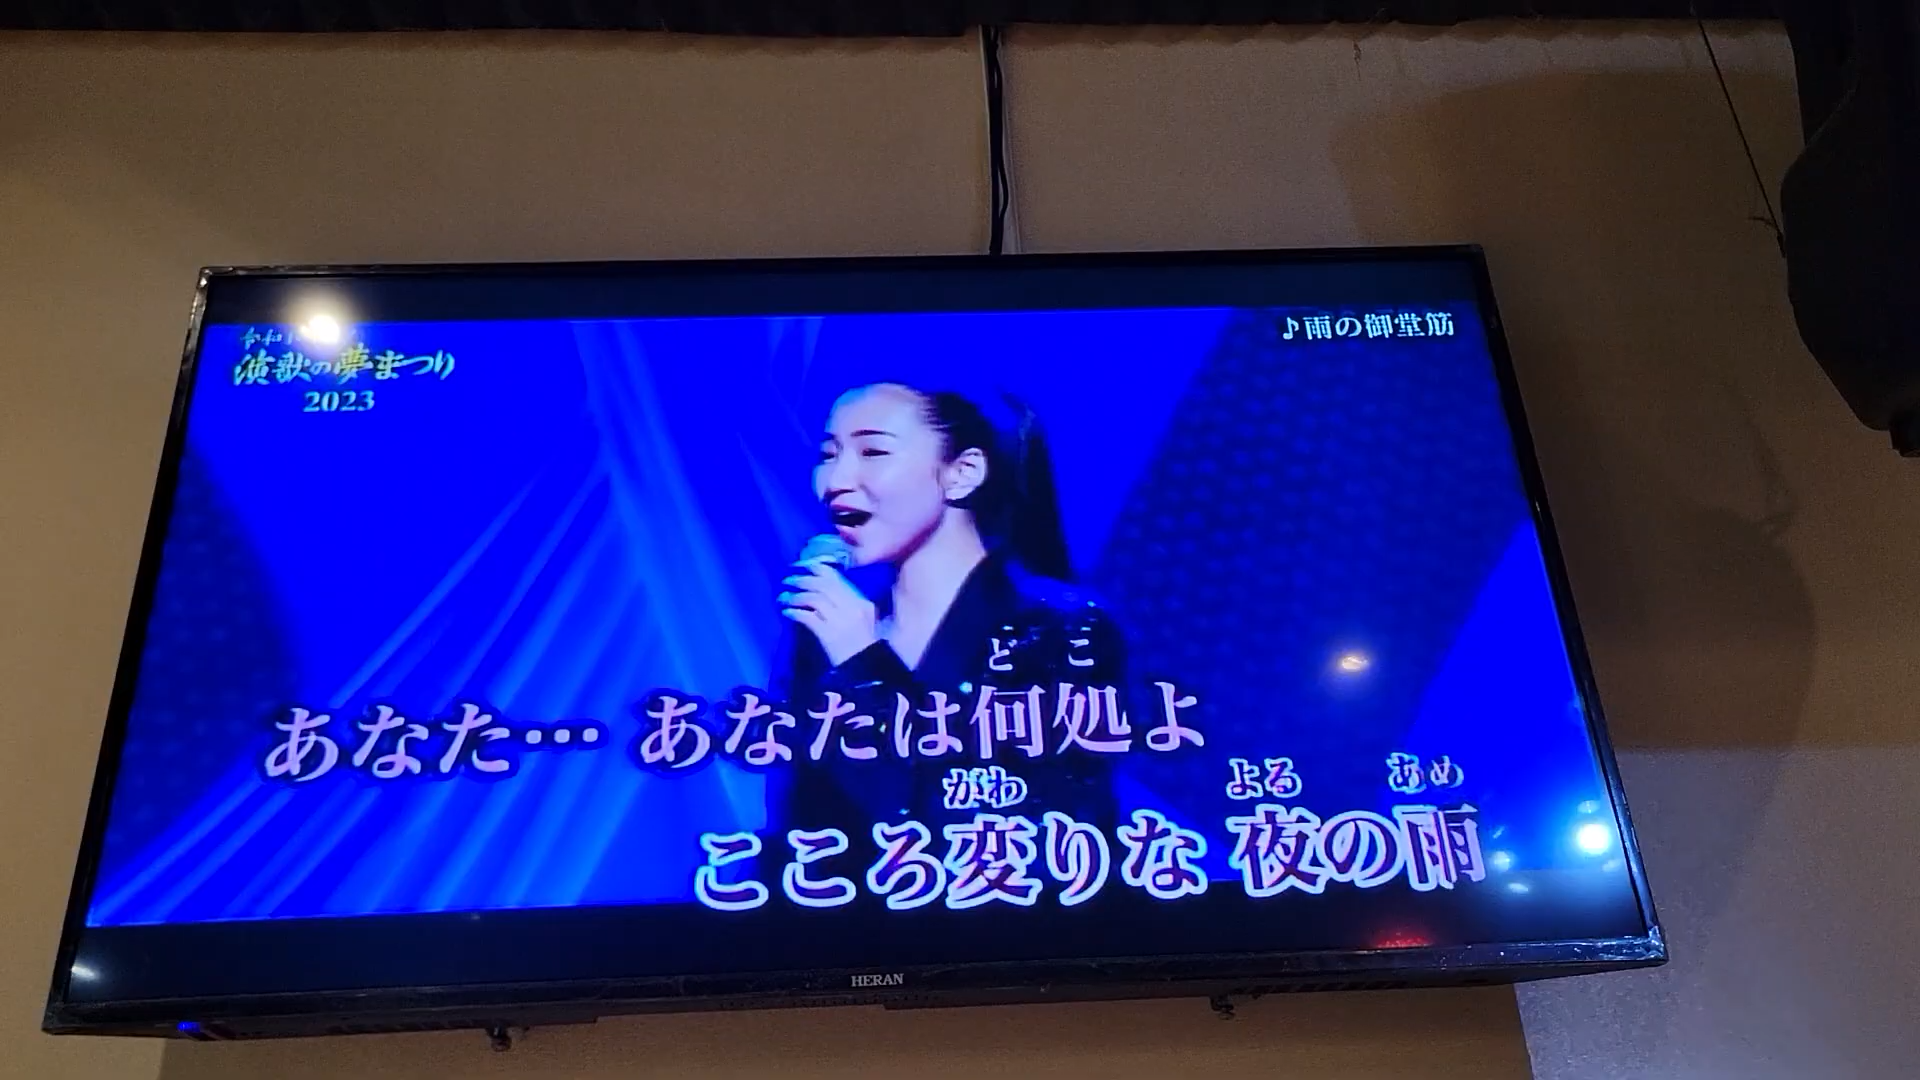 令和
演歌の夢まつり
2023
♪雨の御堂筋
どこ
あなた… あなたは何処よ
がわ よる あめ
こころ変りな 夜の雨
HERAN